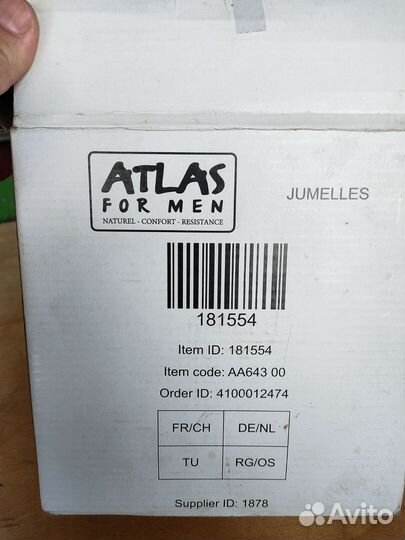 ATLAS
FOR MEN
NATUREL - CONFORT - RESISTANCE
JUMELLES
181554
Item ID: 181554
Item code: AA643 00
Order ID: 4100012474
FR/CH DE/NL
TU RG/OS
Supplier ID: 1878
Avito